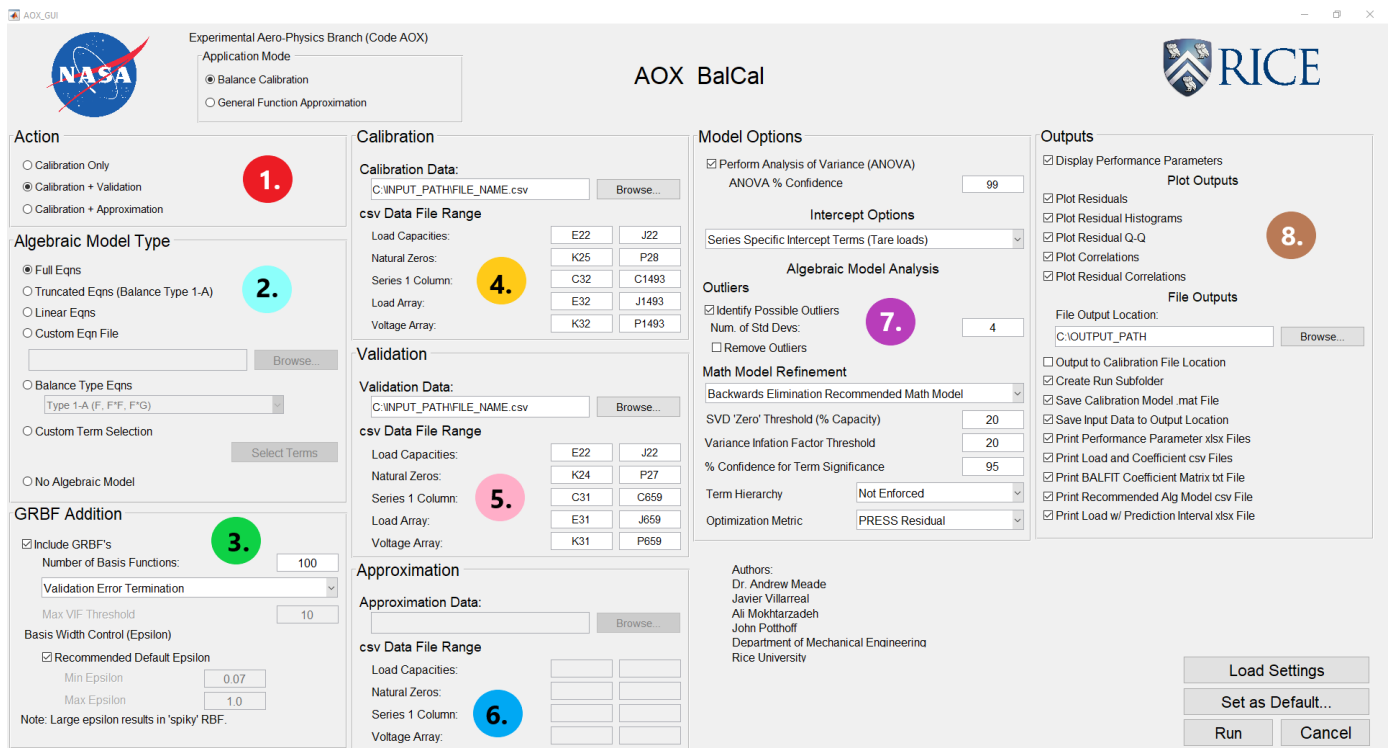 AOX_GUI
NASA
Experimental Aero-Physics Branch (Code AOX)
Application Mode
Balance Calibration
General Function Approximation
AOX BalCal
RICE
Action
Calibration Only
Calibration + Validation
Calibration + Approximation
1.
Algebraic Model Type
Full Eqns
Truncated Eqns (Balance Type 1-A)
Linear Eqns
Custom Eqn File
Browse...
Balance Type Eqns
Type 1-A (F, F*F, F*G)
Custom Term Selection
Select Terms
No Algebraic Model
2.
GRBF Addition
Include GRBF's
Number of Basis Functions: 100
Validation Error Termination
Max VIF Threshold 10
Basis Width Control (Epsilon)
Recommended Default Epsilon
Min Epsilon 0.07
Max Epsilon 1.0
Note: Large epsilon results in 'spiky' RBF.
3.
Calibration
Calibration Data:
C:\INPUT_PATH\FILE_NAME.csv Browse...
csv Data File Range
Load Capacities: E22 J22
Natural Zeros: K25 P28
Series 1 Column: C32 C1493
Load Array: E32 J1493
Voltage Array: K32 P1493
4.
Validation
Validation Data:
C:\INPUT_PATH\FILE_NAME.csv Browse...
csv Data File Range
Load Capacities: E22 J22
Natural Zeros: K24 P27
Series 1 Column: C31 C659
Load Array: E31 J659
Voltage Array: K31 P659
5.
Approximation
Approximation Data:
Browse...
csv Data File Range
Load Capacities:
Natural Zeros:
Series 1 Column:
Voltage Array:
6.
Model Options
Perform Analysis of Variance (ANOVA)
ANOVA % Confidence 99
Intercept Options
Series Specific Intercept Terms (Tare loads)
Algebraic Model Analysis
Outliers
Identify Possible Outliers
Num. of Std Devs: 4
Remove Outliers
7.
Math Model Refinement
Backwards Elimination Recommended Math Model
SVD 'Zero' Threshold (% Capacity) 20
Variance Infation Factor Threshold 20
% Confidence for Term Significance 95
Term Hierarchy Not Enforced
Optimization Metric PRESS Residual
Authors:
Dr. Andrew Meade
Javier Villarreal
Ali Mokhtarzadeh
John Potthoff
Department of Mechanical Engineering
Rice University
Outputs
Display Performance Parameters
Plot Outputs
Plot Residuals
Plot Residual Histograms
Plot Residual Q-Q
Plot Correlations
Plot Residual Correlations
8.
File Outputs
File Output Location:
C:\OUTPUT_PATH Browse...
Output to Calibration File Location
Create Run Subfolder
Save Calibration Model .mat File
Save Input Data to Output Location
Print Performance Parameter xlsx Files
Print Load and Coefficient csv Files
Print BALFIT Coefficient Matrix txt File
Print Recommended Alg Model csv File
Print Load w/ Prediction Interval xlsx File
Load Settings
Set as Default...
Run Cancel